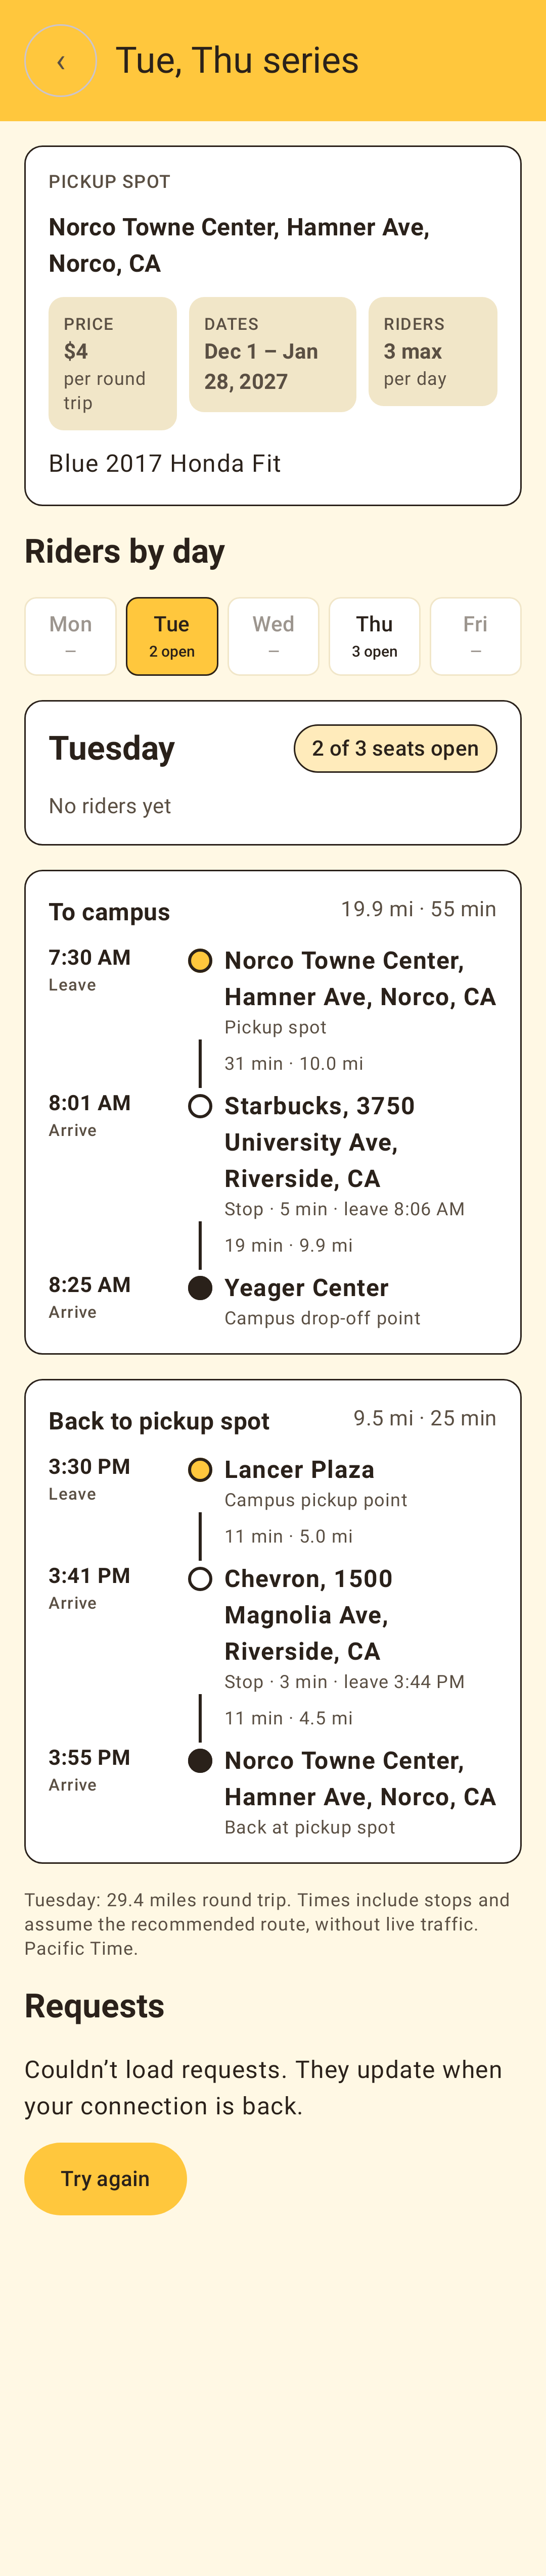 ‹ Tue, Thu series
PICKUP SPOT
Norco Towne Center, Hamner Ave,
Norco, CA
PRICE
$4
per round
trip
DATES
Dec 1 – Jan
28, 2027
RIDERS
3 max
per day
Blue 2017 Honda Fit
Riders by day
Mon
–
Tue
2 open
Wed
–
Thu
3 open
Fri
–
Tuesday
2 of 3 seats open
No riders yet
To campus
19.9 mi · 55 min
7:30 AM
Leave
Norco Towne Center,
Hamner Ave, Norco, CA
Pickup spot
31 min · 10.0 mi
8:01 AM
Arrive
Starbucks, 3750
University Ave,
Riverside, CA
Stop · 5 min · leave 8:06 AM
19 min · 9.9 mi
8:25 AM
Arrive
Yeager Center
Campus drop-off point
Back to pickup spot
9.5 mi · 25 min
3:30 PM
Leave
Lancer Plaza
Campus pickup point
11 min · 5.0 mi
3:41 PM
Arrive
Chevron, 1500
Magnolia Ave,
Riverside, CA
Stop · 3 min · leave 3:44 PM
11 min · 4.5 mi
3:55 PM
Arrive
Norco Towne Center,
Hamner Ave, Norco, CA
Back at pickup spot
Tuesday: 29.4 miles round trip. Times include stops and
assume the recommended route, without live traffic.
Pacific Time.
Requests
Couldn’t load requests. They update when
your connection is back.
Try again